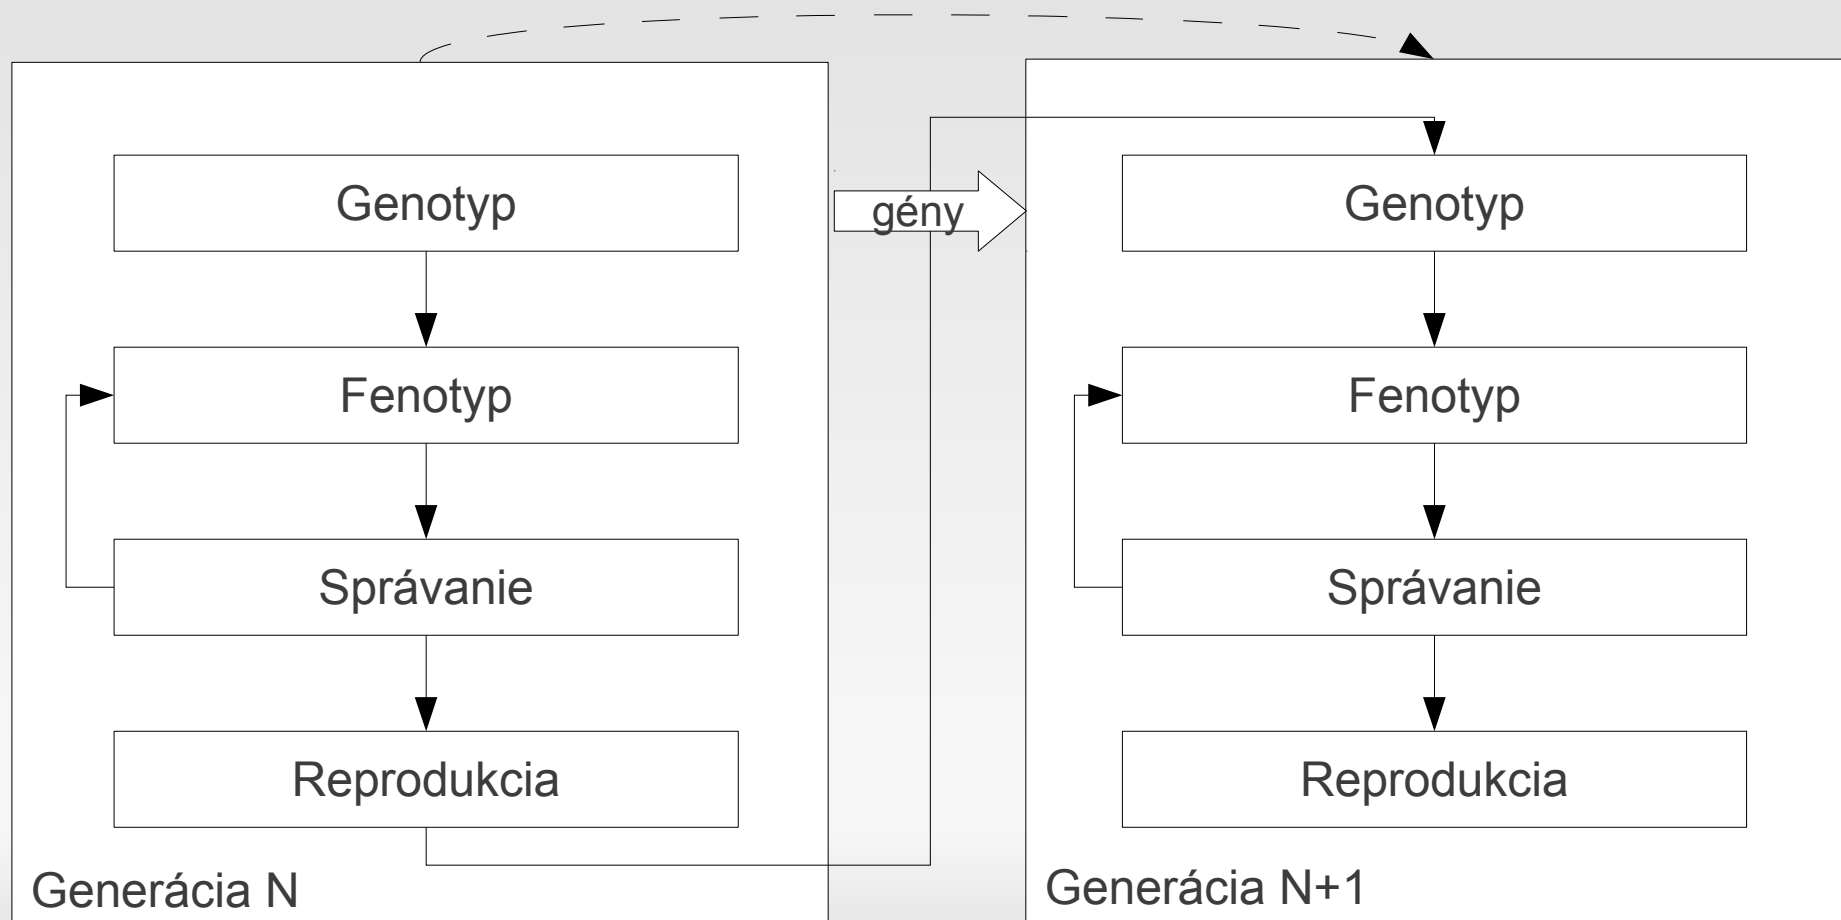 Genotyp
Fenotyp
Správanie
Reprodukcia
Generácia N
gény
Genotyp
Fenotyp
Správanie
Reprodukcia
Generácia N+1